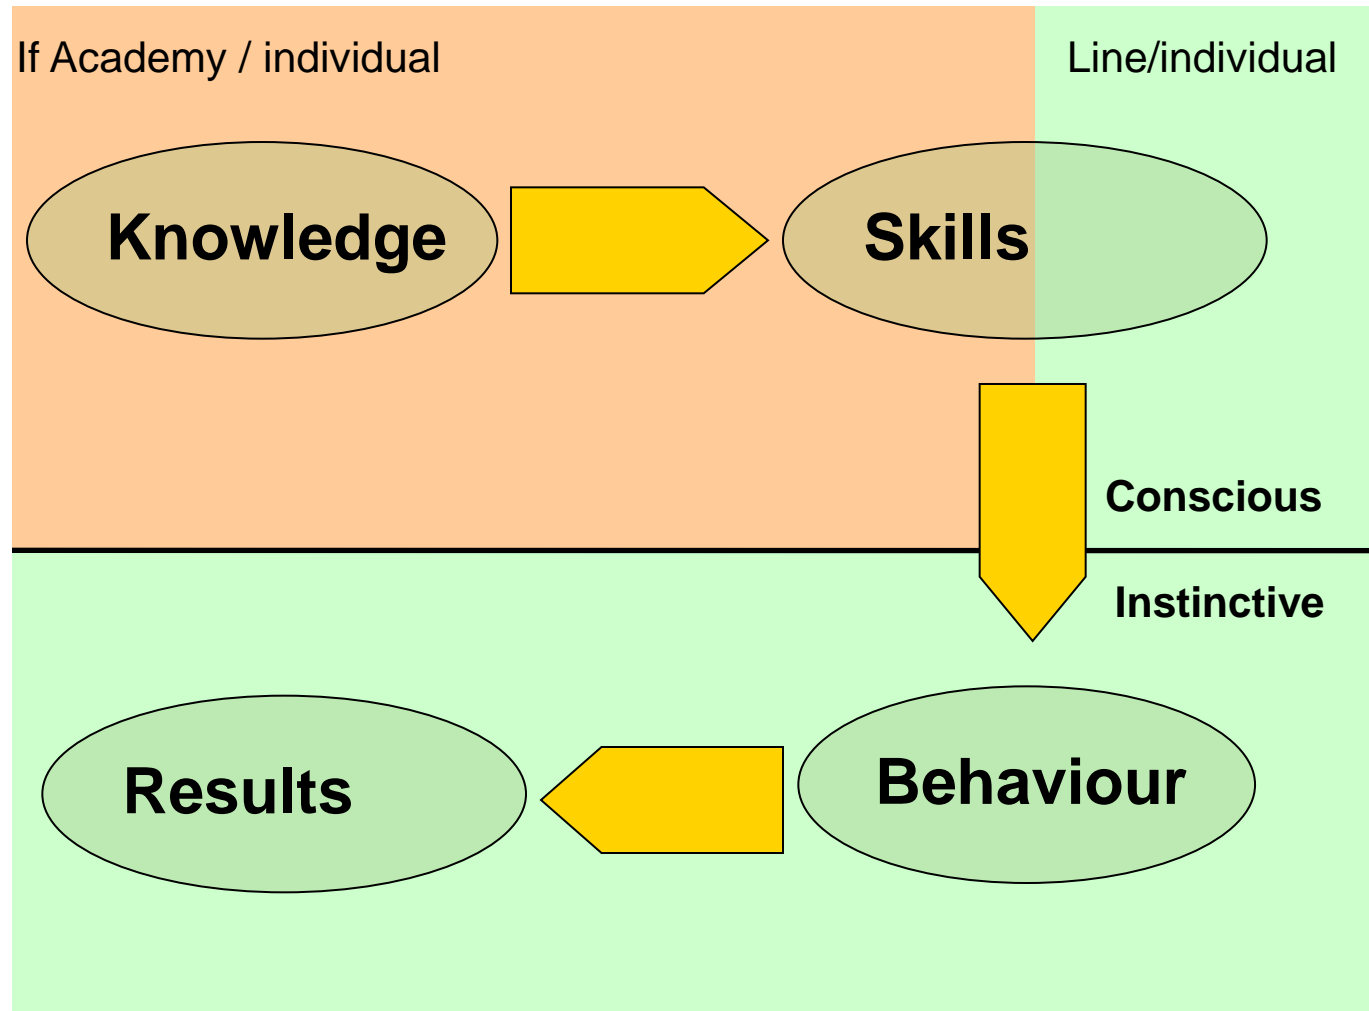 If Academy / individual
Line/individual
Knowledge
Skills
Conscious
Instinctive
Results
Behaviour